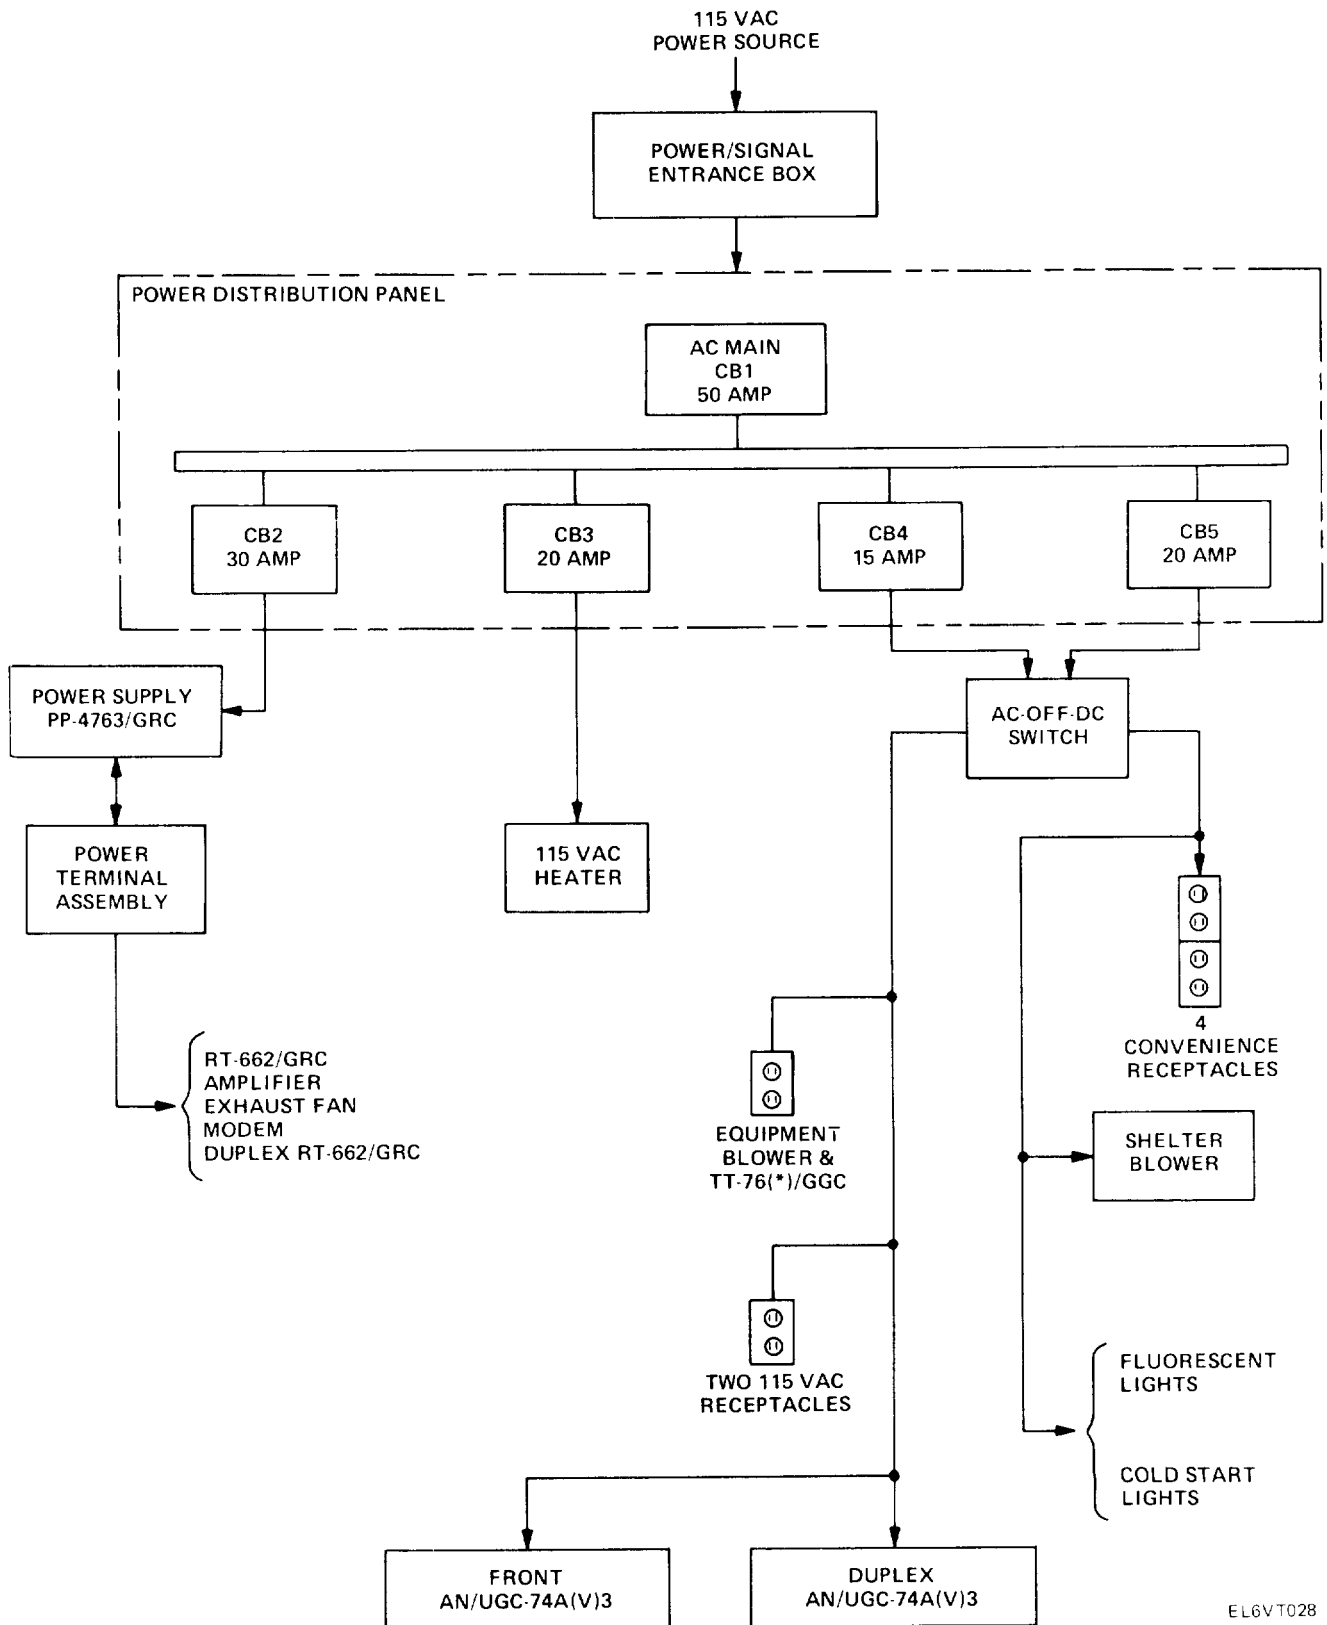 115 VAC
POWER SOURCE
POWER/SIGNAL
ENTRANCE BOX
POWER DISTRIBUTION PANEL
AC MAIN
CB1
50 AMP
CB2
30 AMP
CB3
20 AMP
CB4
15 AMP
CB5
20 AMP
POWER SUPPLY
PP-4763/GRC
AC-OFF-DC
SWITCH
POWER
TERMINAL
ASSEMBLY
115 VAC
HEATER
4
CONVENIENCE
RECEPTACLES
RT-662/GRC
AMPLIFIER
EXHAUST FAN
MODEM
DUPLEX RT-662/GRC
EQUIPMENT
BLOWER &
TT-76(*)/GGC
SHELTER
BLOWER
TWO 115 VAC
RECEPTACLES
FLUORESCENT
LIGHTS
COLD START
LIGHTS
FRONT
AN/UGC-74A(V)3
DUPLEX
AN/UGC-74A(V)3
EL6VT028